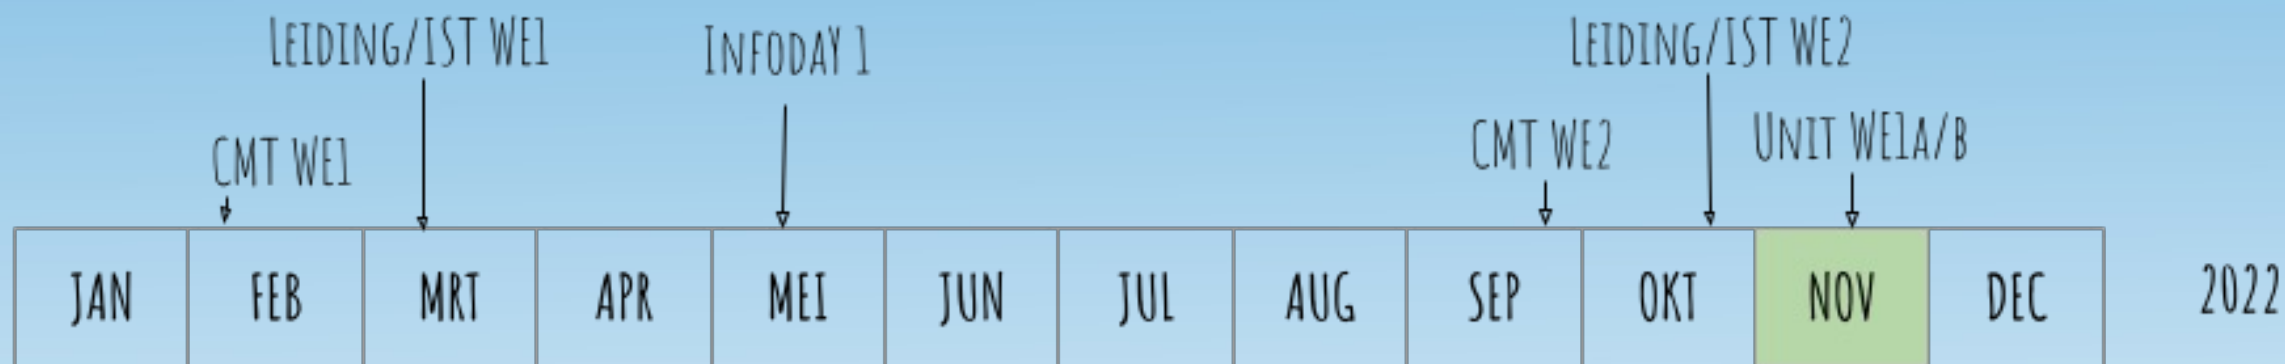 Leiding/IST WE1
Infoday 1
Leiding/IST WE2
CMT WE1
CMT WE2
Unit WE1A/B
JAN FEB MRT APR MEI JUN JUL AUG SEP OKT NOV DEC 2022